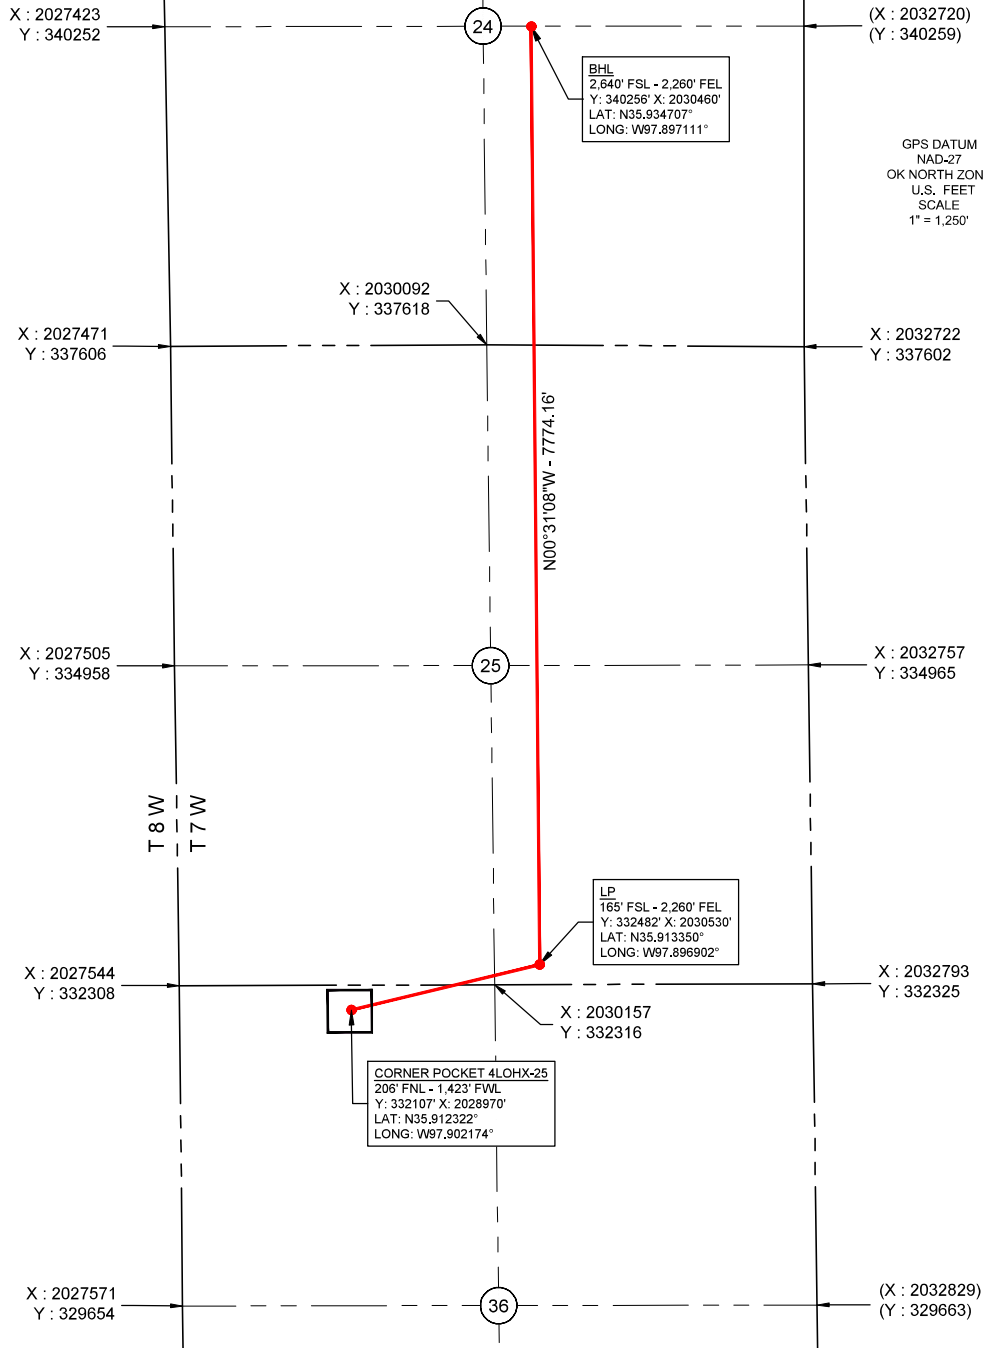 X : 2027423
Y : 340252
24
(X : 2032720)
(Y : 340259)
BHL
2,640' FSL - 2,260' FEL
Y: 340256' X: 2030460'
LAT: N35.934707°
LONG: W97.897111°
GPS DATUM
NAD-27
OK NORTH ZON
U.S. FEET
SCALE
1" = 1,250'
X : 2030092
Y : 337618
X : 2027471
Y : 337606
X : 2032722
Y : 337602
N00°31'08"W - 7774.16'
X : 2027505
Y : 334958
25
X : 2032757
Y : 334965
T 8 W
T 7 W
LP
165' FSL - 2,260' FEL
Y: 332482' X: 2030530'
LAT: N35.913350°
LONG: W97.896902°
X : 2027544
Y : 332308
X : 2032793
Y : 332325
X : 2030157
Y : 332316
CORNER POCKET 4LOHX-25
206' FNL - 1,423' FWL
Y: 332107' X: 2028970'
LAT: N35.912322°
LONG: W97.902174°
X : 2027571
Y : 329654
36
(X : 2032829)
(Y : 329663)